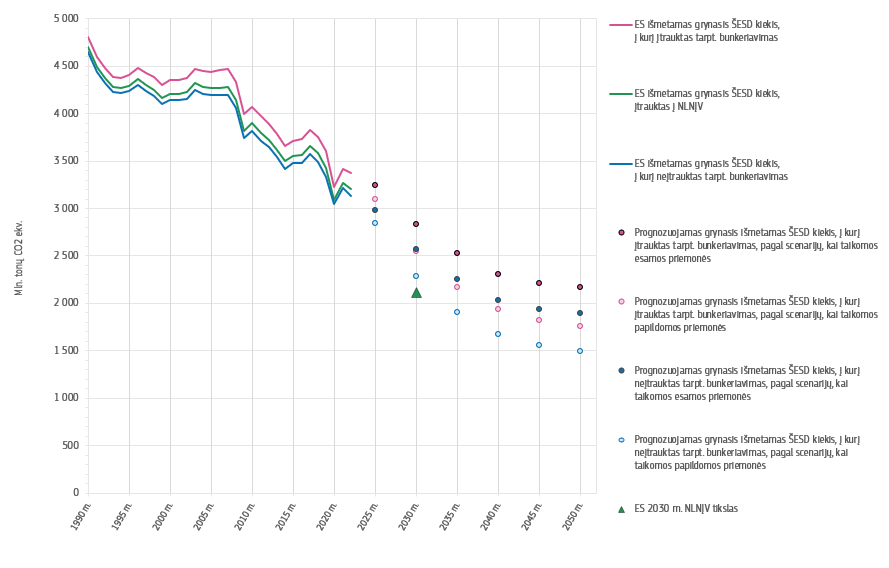 5 000
4 500
4 000
3 500
3 000
2 500
2 000
1 500
1 000
500
0
Mln. tonų CO2 ekv.
1990 m.
1995 m.
2000 m.
2005 m.
2010 m.
2015 m.
2020 m.
2025 m.
2030 m.
2035 m.
2040 m.
2045 m.
2050 m.
ES išmetamas grynasis ŠESD kiekis,
į kurį įtrauktas tarpt. bunkeriavimas
ES išmetamas grynasis ŠESD kiekis,
įtrauktas į NLNĮV
ES išmetamas grynasis ŠESD kiekis,
į kurį neįtrauktas tarpt. bunkeriavimas
Prognozuojamas grynasis išmetamas ŠESD kiekis, į kurį
įtrauktas tarpt. bunkeriavimas, pagal scenarijų, kai taikomos
esamos priemonės
Prognozuojamas grynasis išmetamas ŠESD kiekis, į kurį
įtrauktas tarpt. bunkeriavimas, pagal scenarijų, kai taikomos
papildomos priemonės
Prognozuojamas grynasis išmetamas ŠESD kiekis, į kurį
neįtrauktas tarpt. bunkeriavimas, pagal scenarijų, kai
taikomos esamos priemonės
Prognozuojamas grynasis išmetamas ŠESD kiekis, į kurį
neįtrauktas tarpt. bunkeriavimas, pagal scenarijų, kai
taikomos papildomos priemonės
ES 2030 m. NLNĮV tikslas